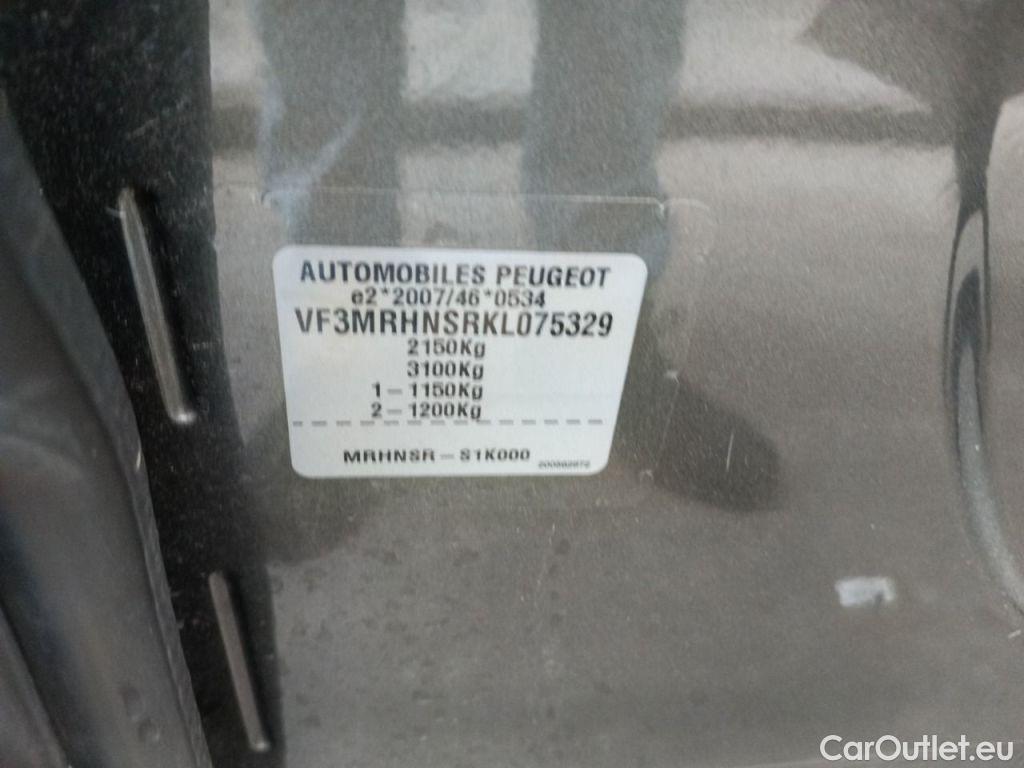 AUTOMOBILES PEUGEOT
e2*2007/46*0534
VF3MRHNSRKL075329
2150Kg
3100Kg
1-1150Kg
2-1200Kg
MRHNSR-S1K000
CarOutlet.eu